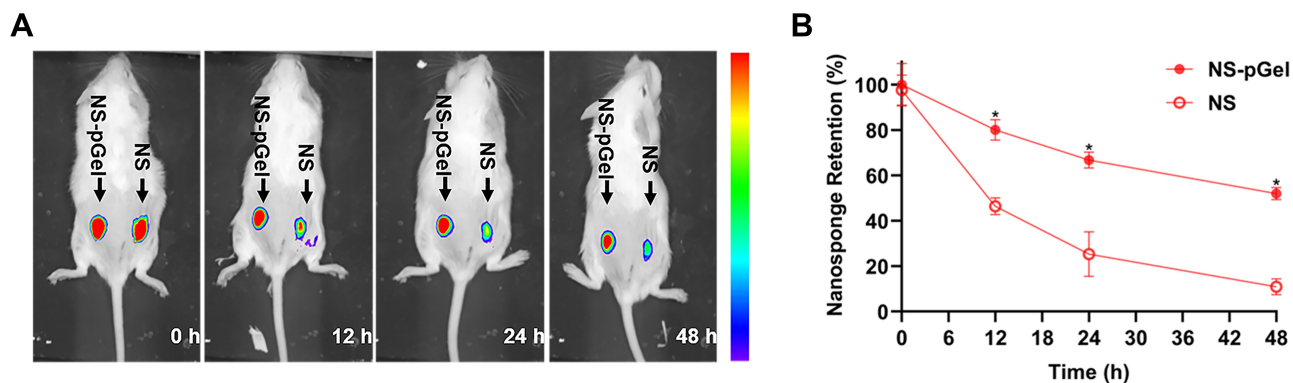 A
NS-pGel
NS
0 h
NS-pGel
NS
12 h
NS-pGel
NS
24 h
NS-pGel
NS
48 h
B
Nanosponge Retention (%)
100
80
60
40
20
0
* * *
NS-pGel
NS
0 6 12 18 24 30 36 42 48
Time (h)